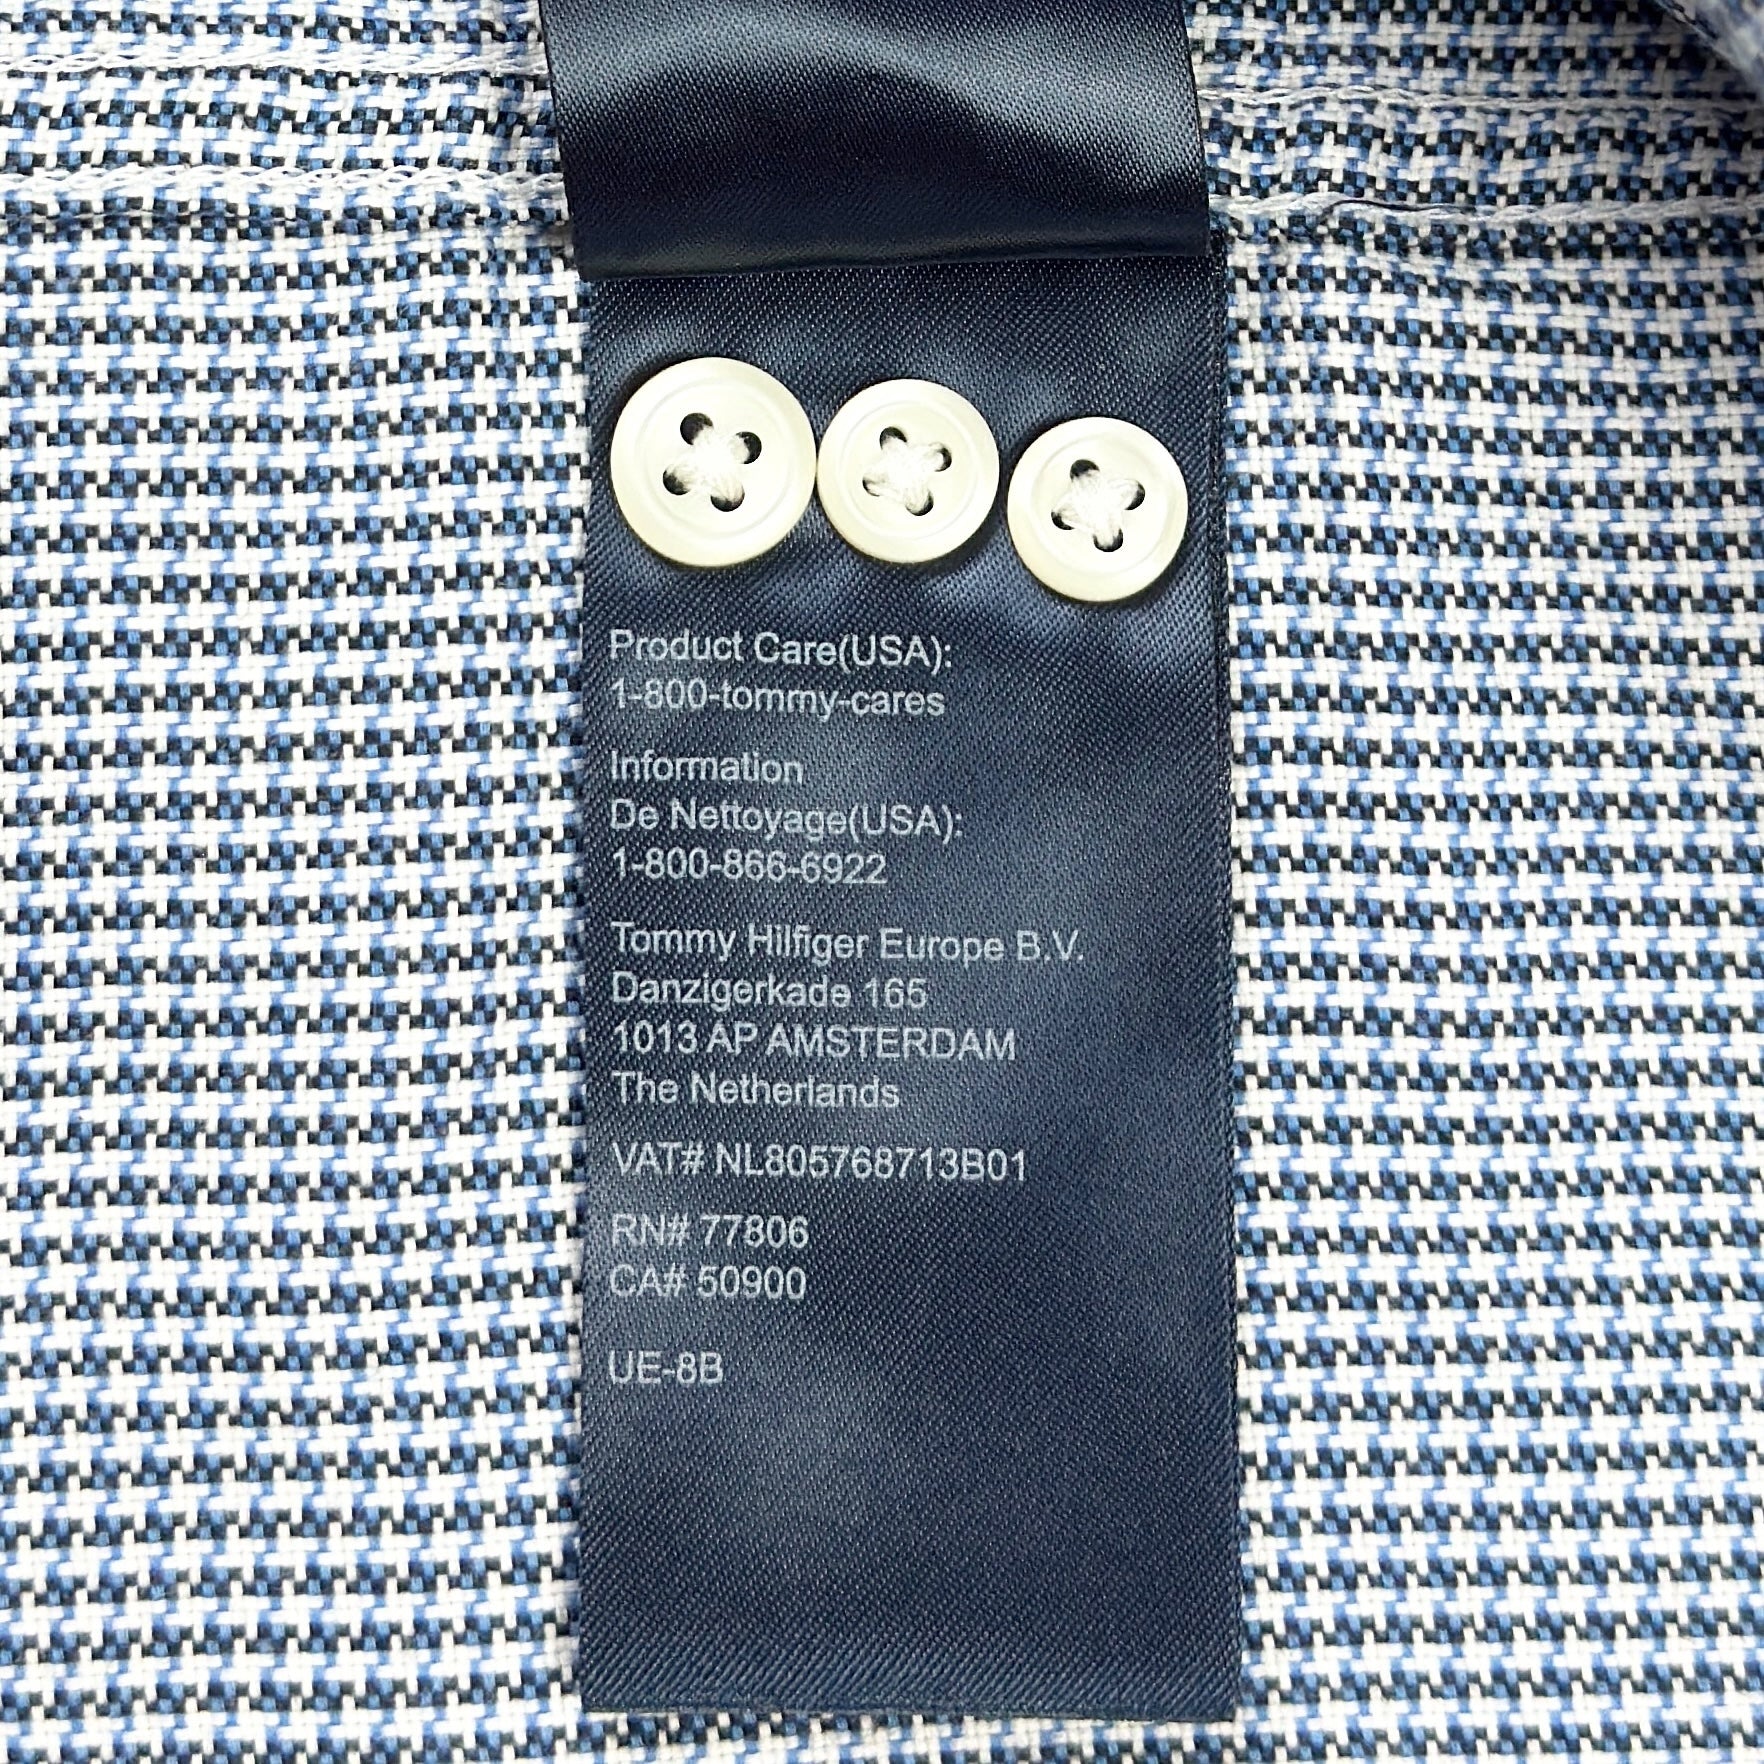 Product Care(USA):
1-800-tommy-cares
Information
De Nettoyage(USA):
1-800-866-6922
Tommy Hilfiger Europe B.V.
Danzigerkade 165
1013 AP AMSTERDAM
The Netherlands
VAT# NL805768713B01
RN# 77806
CA# 50900
UE-8B